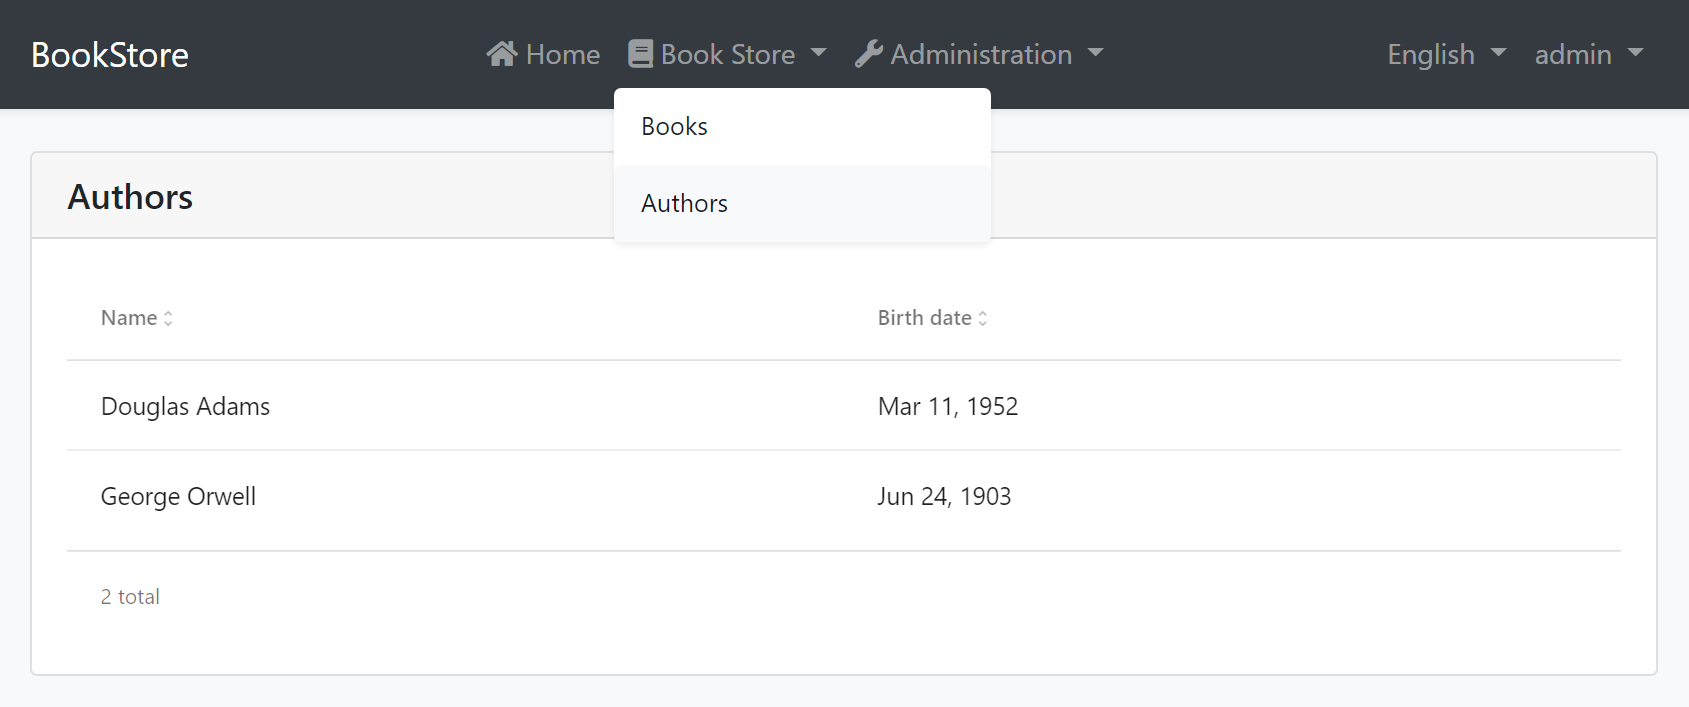 BookStore Home Book Store Administration English admin
Books
Authors
Authors
Name Birth date
Douglas Adams Mar 11, 1952
George Orwell Jun 24, 1903
2 total